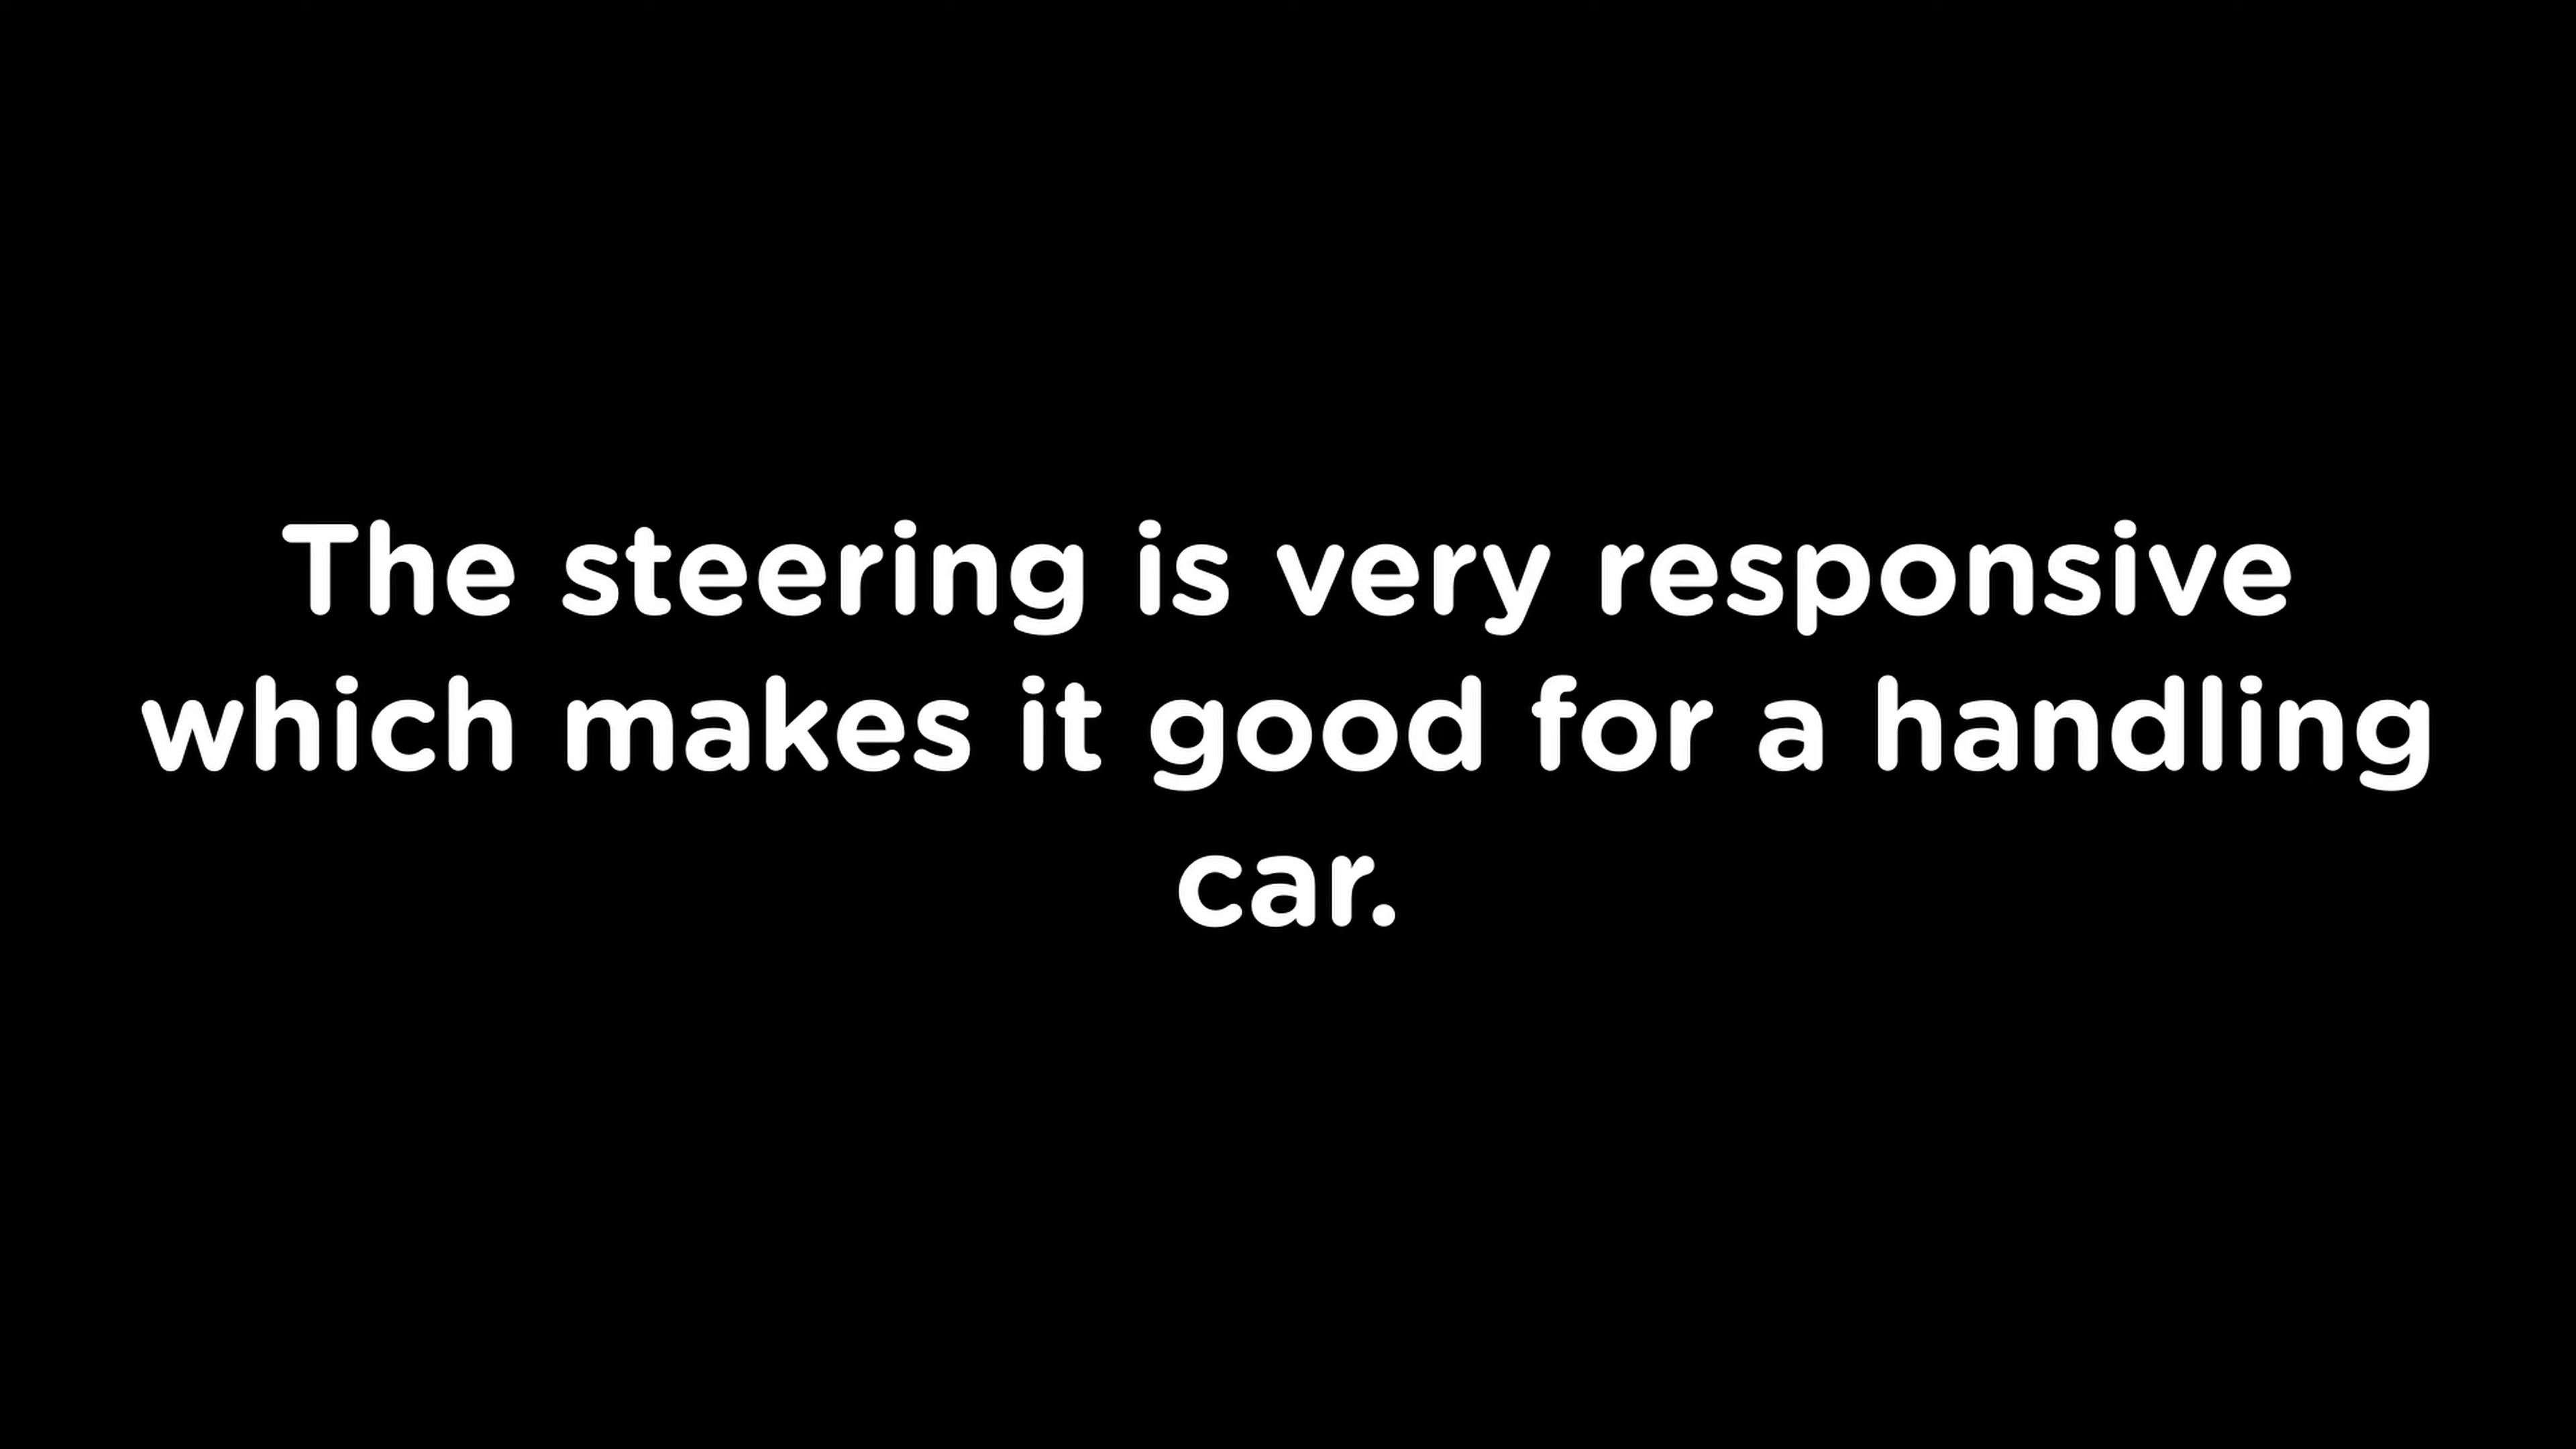 The steering is very responsive
which makes it good for a handling
car.